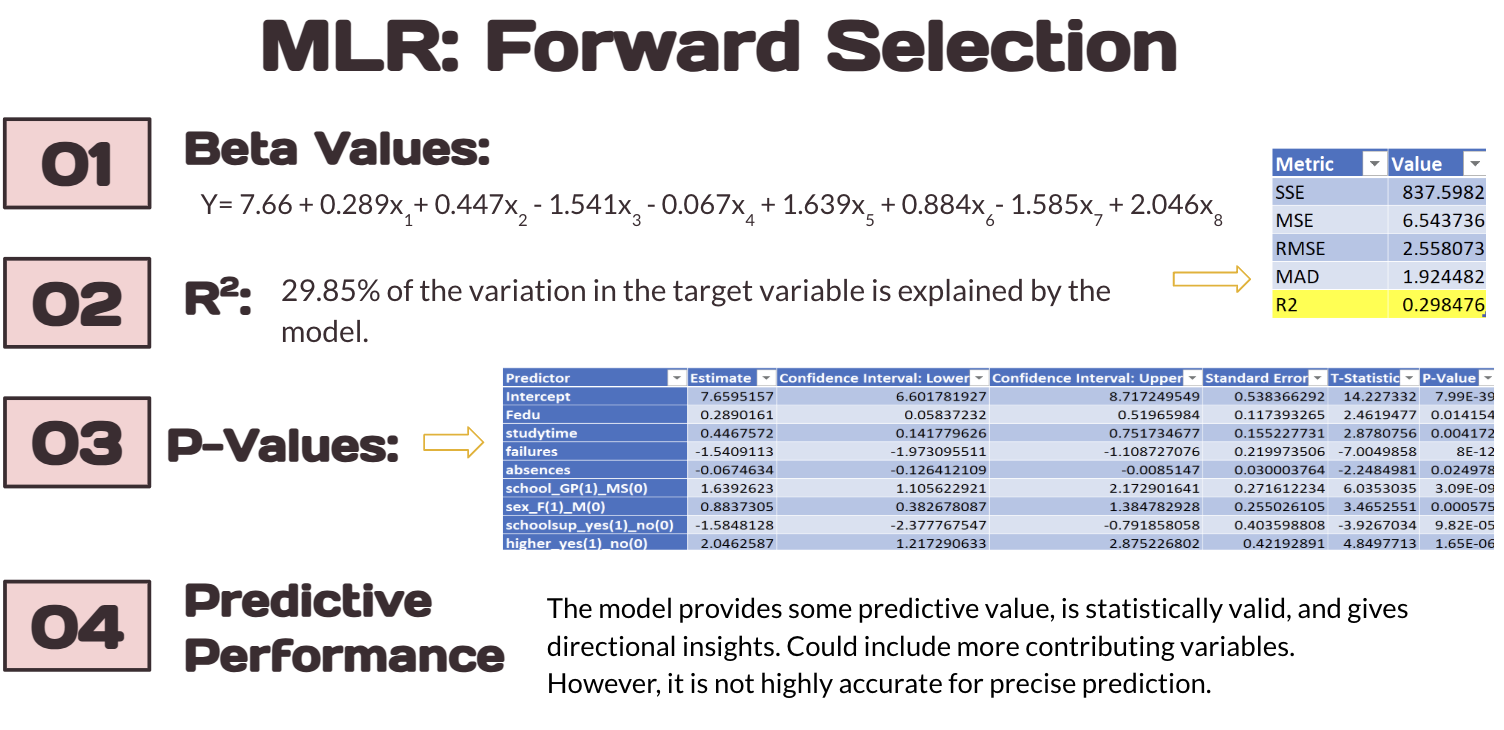 MLR: Forward Selection
01
Beta Values:
Y= 7.66 + 0.289x1+ 0.447x2 - 1.541x3 - 0.067x4 + 1.639x5 + 0.884x6- 1.585x7 + 2.046x8
Metric Value
SSE 837.5982
MSE 6.543736
RMSE 2.558073
MAD 1.924482
R2 0.298476
02
R²:
29.85% of the variation in the target variable is explained by the
model.
03
P-Values:
Predictor Estimate Confidence Interval: Lower Confidence Interval: Upper Standard Error T-Statistic P-Value
Intercept 7.6595157 6.601781927 8.717249549 0.538366292 14.227332 7.99E-39
Fedu 0.2890161 0.05837232 0.51965984 0.117393265 2.4619477 0.014154
studytime 0.4467572 0.141779626 0.751734677 0.155227731 2.8780756 0.004172
failures -1.5409113 -1.973095511 -1.108727076 0.219973506 -7.0049858 8E-12
absences -0.0674634 -0.126412109 -0.0085147 0.030003764 -2.2484981 0.024978
school_GP(1)_MS(0) 1.6392623 1.105622921 2.172901641 0.271612234 6.0353035 3.09E-09
sex_F(1)_M(0) 0.8837305 0.382678087 1.384782928 0.255026105 3.4652551 0.000575
schoolsup_yes(1)_no(0) -1.5848128 -2.377767547 -0.791858058 0.403598808 -3.9267034 9.82E-05
higher_yes(1)_no(0) 2.0462587 1.217290633 2.875226802 0.42192891 4.8497713 1.65E-06
04
Predictive
Performance
The model provides some predictive value, is statistically valid, and gives
directional insights. Could include more contributing variables.
However, it is not highly accurate for precise prediction.